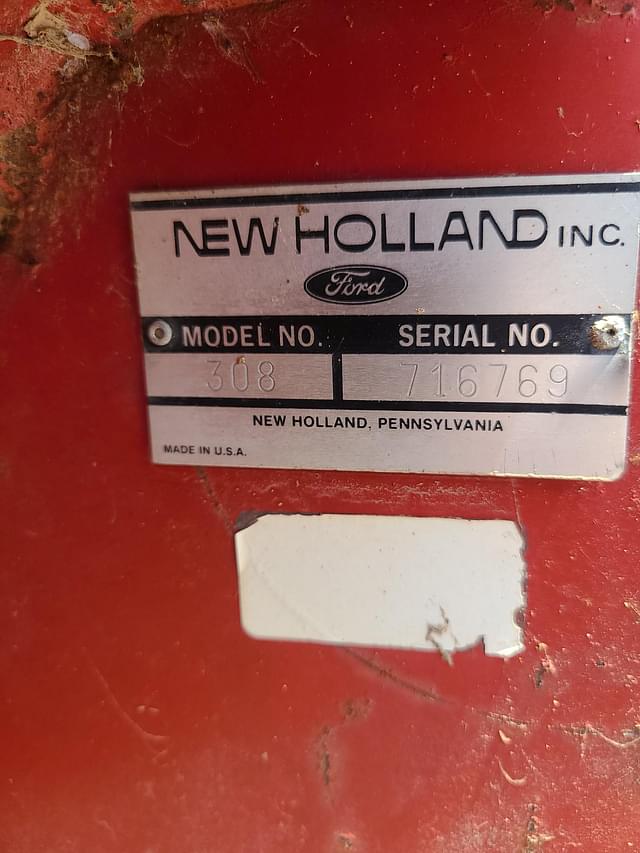 NEW HOLLAND INC.
Ford
MODEL NO. SERIAL NO.
308 716769
NEW HOLLAND, PENNSYLVANIA
MADE IN U.S.A.